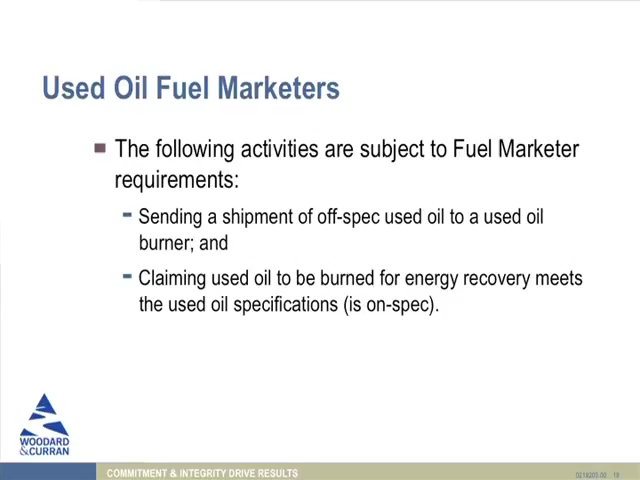 Used Oil Fuel Marketers
The following activities are subject to Fuel Marketer
requirements:
- Sending a shipment of off-spec used oil to a used oil
burner; and
- Claiming used oil to be burned for energy recovery meets
the used oil specifications (is on-spec).
WOODARD
&CURRAN
COMMITMENT & INTEGRITY DRIVE RESULTS